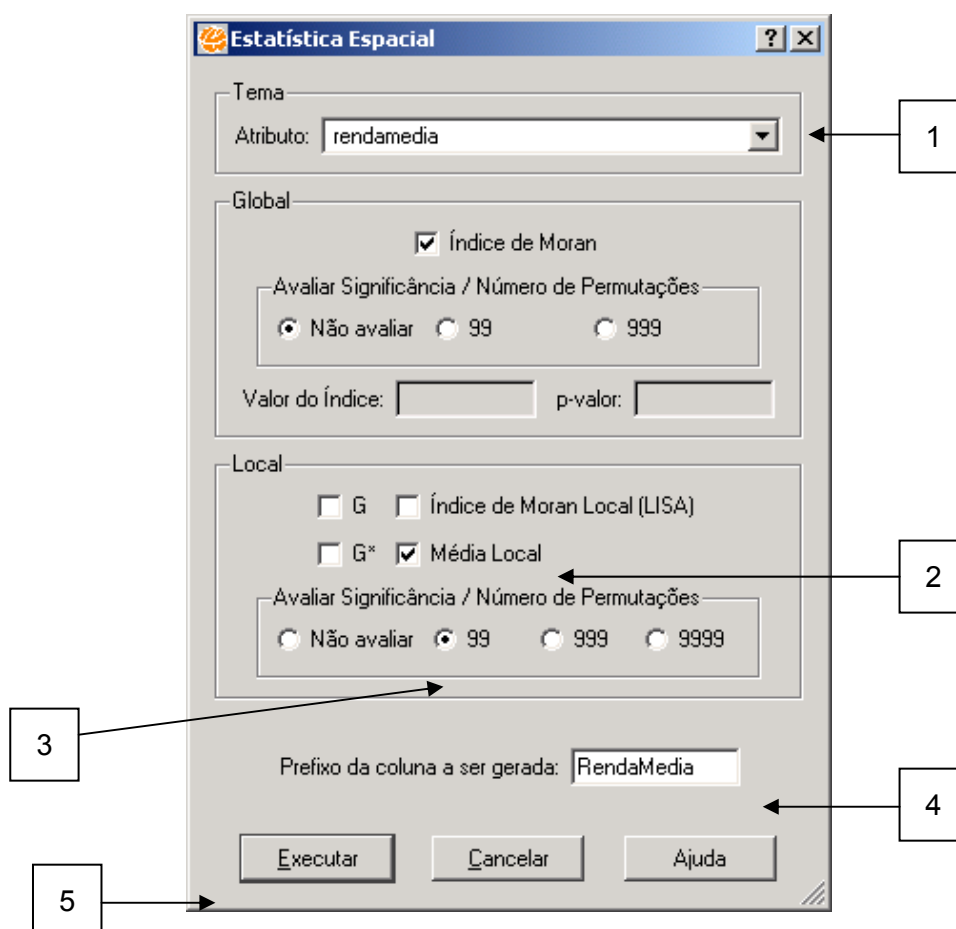 Estatística Espacial
Tema
Atributo: rendamedia
1
Global
Índice de Moran
Avaliar Significância / Número de Permutações
Não avaliar 99 999
Valor do Índice: p-valor:
Local
G Índice de Moran Local (LISA)
G* Média Local
2
Avaliar Significância / Número de Permutações
Não avaliar 99 999 9999
3
Prefixo da coluna a ser gerada: RendaMedia
4
Executar Cancelar Ajuda
5